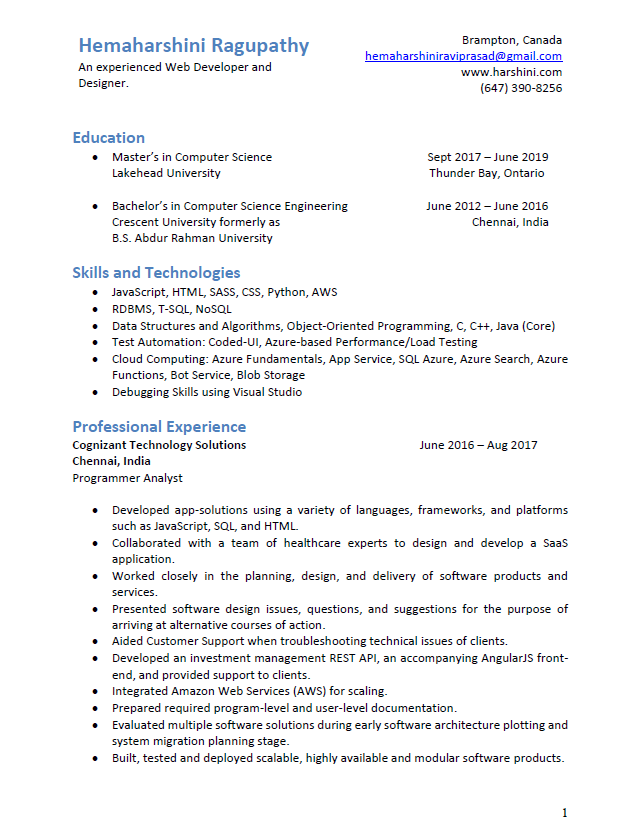 Hemaharshini Ragupathy
An experienced Web Developer and
Designer.
Brampton, Canada
hemaharshiniraviprasad@gmail.com
www.harshini.com
(647) 390-8256
Education
• Master's in Computer Science Sept 2017 – June 2019
Lakehead University Thunder Bay, Ontario
• Bachelor's in Computer Science Engineering June 2012 – June 2016
Crescent University formerly as Chennai, India
B.S. Abdur Rahman University
Skills and Technologies
• JavaScript, HTML, SASS, CSS, Python, AWS
• RDBMS, T-SQL, NoSQL
• Data Structures and Algorithms, Object-Oriented Programming, C, C++, Java (Core)
• Test Automation: Coded-UI, Azure-based Performance/Load Testing
• Cloud Computing: Azure Fundamentals, App Service, SQL Azure, Azure Search, Azure
Functions, Bot Service, Blob Storage
• Debugging Skills using Visual Studio
Professional Experience
Cognizant Technology Solutions June 2016 – Aug 2017
Chennai, India
Programmer Analyst
• Developed app-solutions using a variety of languages, frameworks, and platforms
such as JavaScript, SQL, and HTML.
• Collaborated with a team of healthcare experts to design and develop a SaaS
application.
• Worked closely in the planning, design, and delivery of software products and
services.
• Presented software design issues, questions, and suggestions for the purpose of
arriving at alternative courses of action.
• Aided Customer Support when troubleshooting technical issues of clients.
• Developed an investment management REST API, an accompanying AngularJS front-
end, and provided support to clients.
• Integrated Amazon Web Services (AWS) for scaling.
• Prepared required program-level and user-level documentation.
• Evaluated multiple software solutions during early software architecture plotting and
system migration planning stage.
• Built, tested and deployed scalable, highly available and modular software products.
1